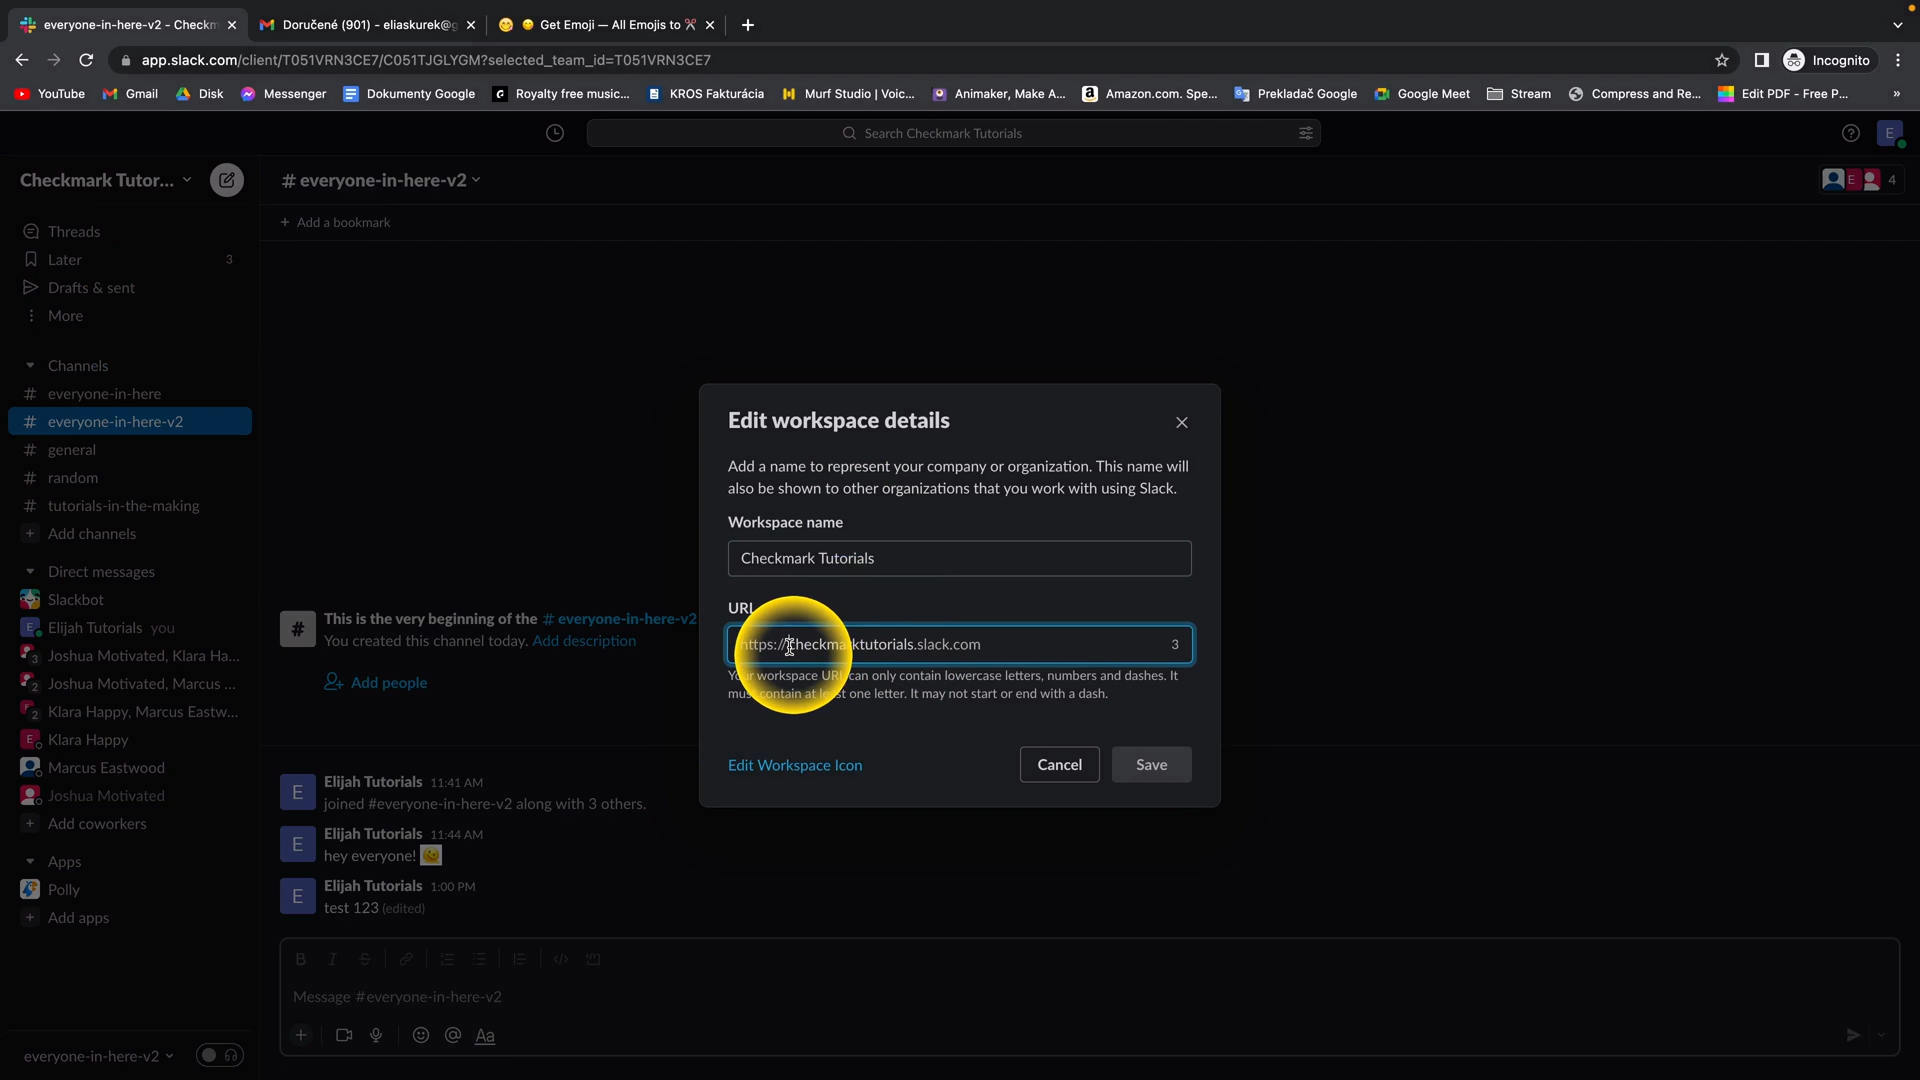 everyone-in-here-v2 - Checkm
Doručené (901) - eliaskurek@g
Get Emoji — All Emojis to ✂️
app.slack.com/client/T051VRN3CE7/C051TJGLYGM?selected_team_id=T051VRN3CE7
Incognito
YouTube
Gmail
Disk
Messenger
Dokumenty Google
Royalty free music...
KROS Fakturácia
Murf Studio | Voic...
Animaker, Make A...
Amazon.com. Spe...
Prekladač Google
Google Meet
Stream
Compress and Re...
Edit PDF - Free P...
»
Search Checkmark Tutorials
E
Checkmark Tutor...
# everyone-in-here-v2
E
4
+ Add a bookmark
Threads
Later 3
Drafts & sent
More
Channels
# everyone-in-here
# everyone-in-here-v2
# general
# random
# tutorials-in-the-making
+ Add channels
Direct messages
Slackbot
E Elijah Tutorials you
3 Joshua Motivated, Klara Ha...
2 Joshua Motivated, Marcus ...
2 Klara Happy, Marcus Eastw...
E Klara Happy
Marcus Eastwood
Joshua Motivated
+ Add coworkers
Apps
Polly
+ Add apps
everyone-in-here-v2
# This is the very beginning of the # everyone-in-here-v2
You created this channel today. Add description
Add people
E Elijah Tutorials 11:41 AM
joined #everyone-in-here-v2 along with 3 others.
E Elijah Tutorials 11:44 AM
hey everyone! 🫠
E Elijah Tutorials 1:00 PM
test 123 (edited)
B I S
Message #everyone-in-here-v2
+ @ Aa
Edit workspace details
Add a name to represent your company or organization. This name will
also be shown to other organizations that you work with using Slack.
Workspace name
Checkmark Tutorials
URL
https://checkmarktutorials.slack.com 3
Your workspace URL can only contain lowercase letters, numbers and dashes. It
must contain at least one letter. It may not start or end with a dash.
Edit Workspace Icon
Cancel
Save